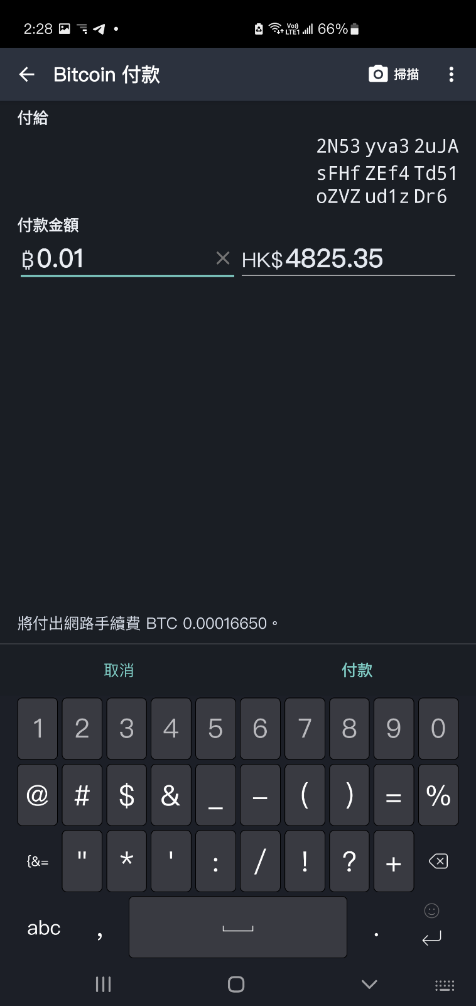 2:28 66%
Bitcoin 付款 掃描
付給
2N53 yva3 2uJA
sFHf ZEf4 Td51
oZVZ ud1z Dr6
付款金額
₿0.01 × HK$4825.35
將付出網路手續費 BTC 0.00016650。
取消 付款
1 2 3 4 5 6 7 8 9 0
@ # $ & _ – ( ) = %
{&= " * ' : / ! ? +
abc , .